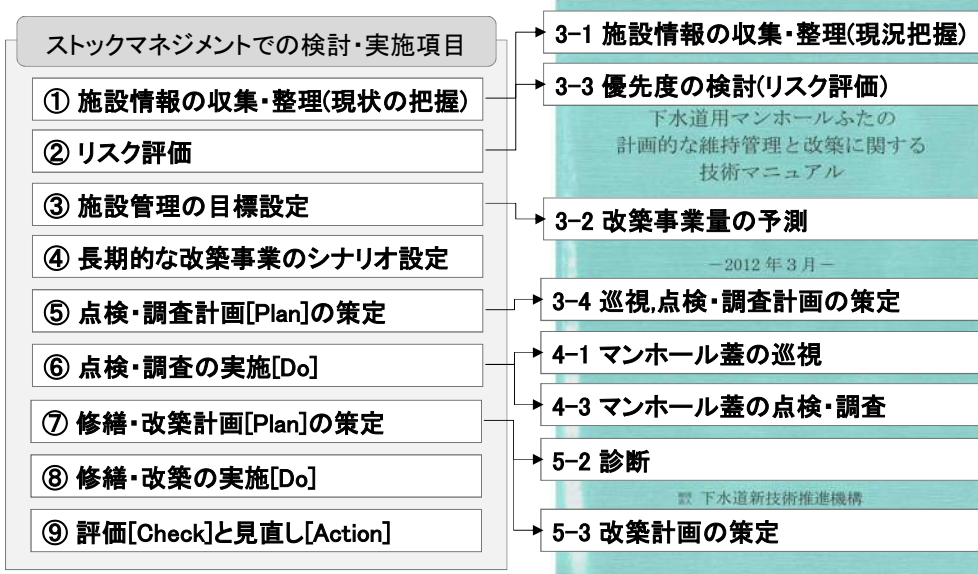 ストックマネジメントでの検討・実施項目
① 施設情報の収集・整理(現状の把握)
② リスク評価
③ 施設管理の目標設定
④ 長期的な改築事業のシナリオ設定
⑤ 点検・調査計画[Plan]の策定
⑥ 点検・調査の実施[Do]
⑦ 修繕・改築計画[Plan]の策定
⑧ 修繕・改築の実施[Do]
⑨ 評価[Check]と見直し[Action]
3-1 施設情報の収集・整理(現況把握)
3-3 優先度の検討(リスク評価)
下水道用マンホールふたの
計画的な維持管理と改築に関する
技術マニュアル
3-2 改築事業量の予測
－2012 年 3 月－
3-4 巡視,点検・調査計画の策定
4-1 マンホール蓋の巡視
4-3 マンホール蓋の点検・調査
5-2 診断
下水道新技術推進機構
5-3 改築計画の策定